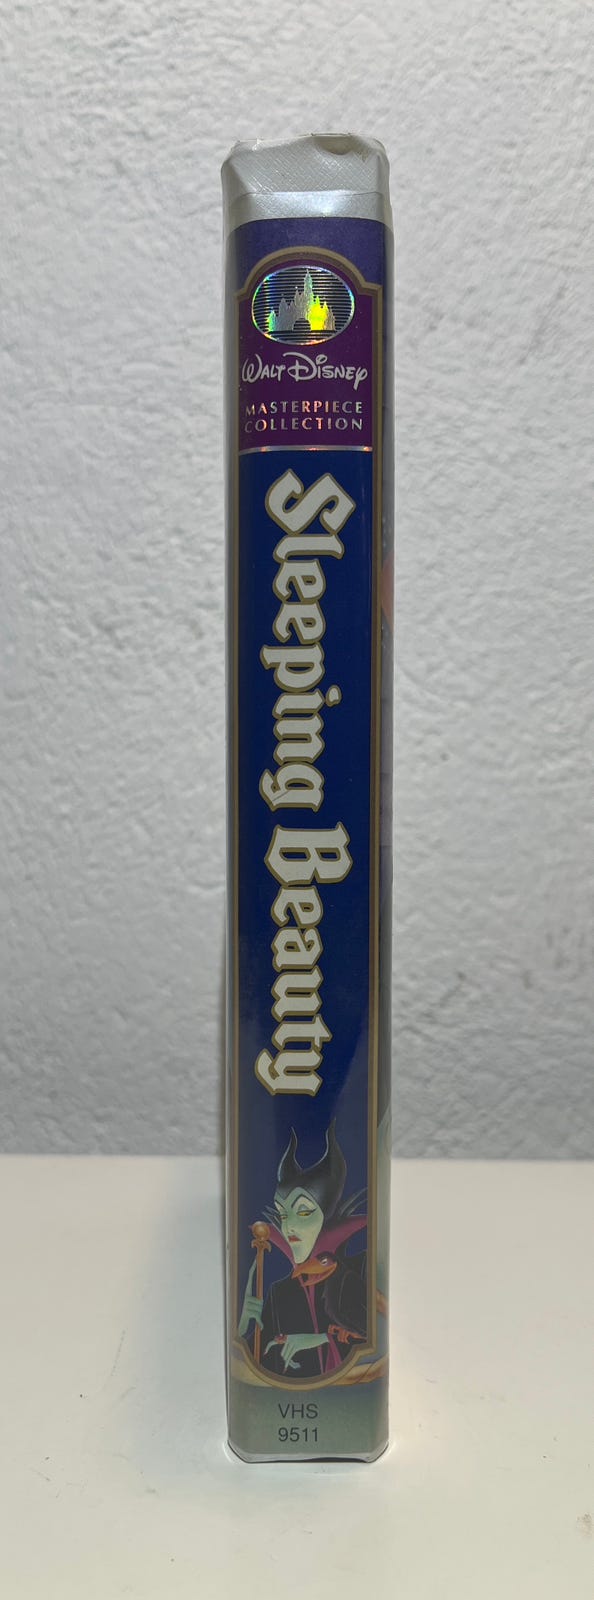 Walt Disney
MASTERPIECE
COLLECTION
Sleeping Beauty
VHS
9511